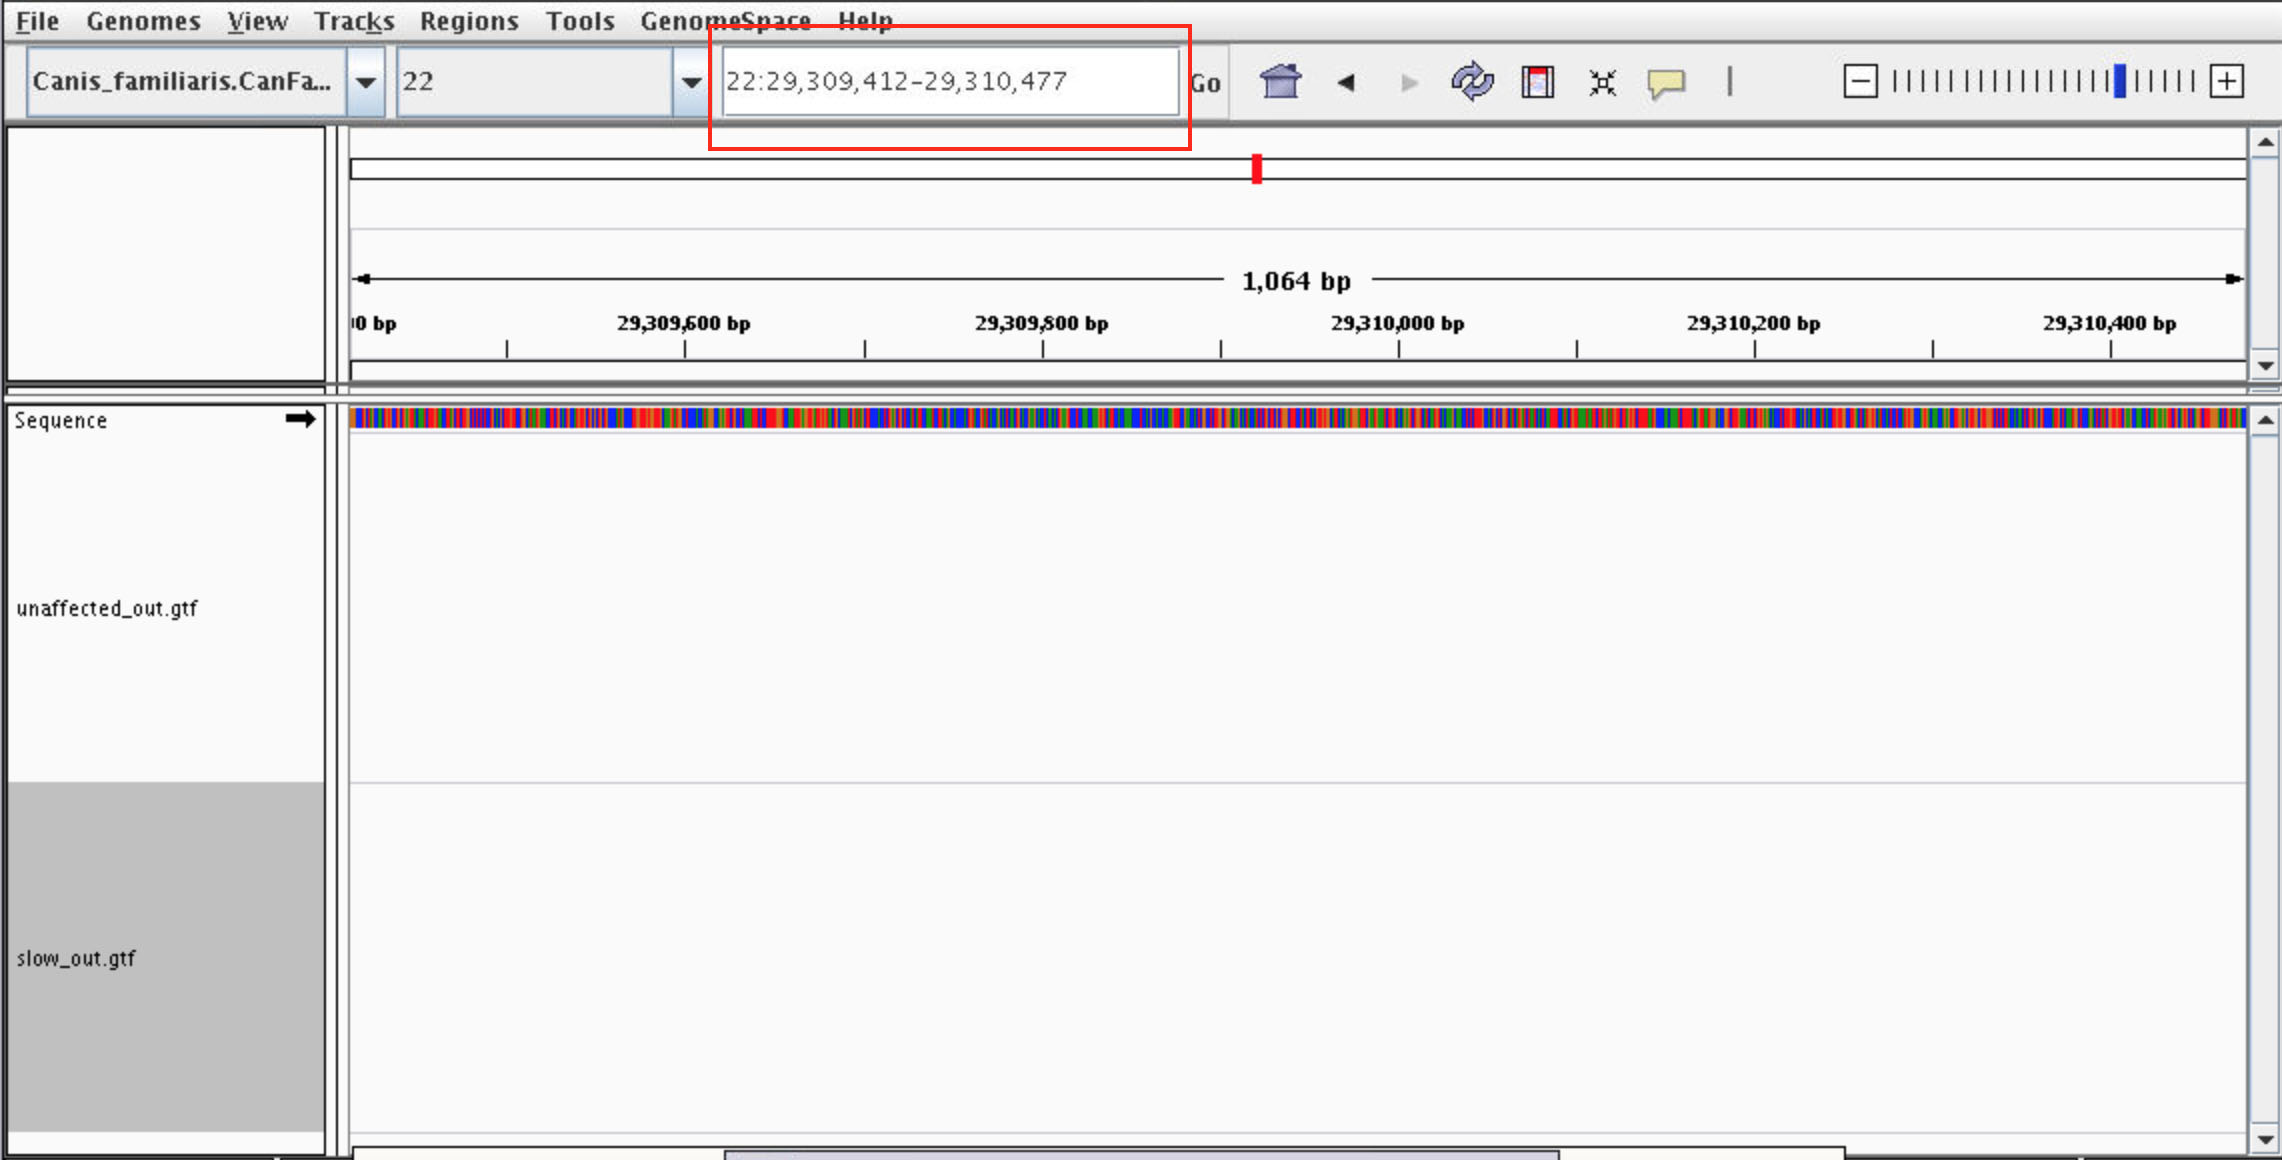 File Genomes View Tracks Regions Tools GenomeSpace Help
Canis_familiaris.CanFa... 22 22:29,309,412-29,310,477 Go
1,064 bp
0 bp 29,309,600 bp 29,309,800 bp 29,310,000 bp 29,310,200 bp 29,310,400 bp
Sequence
unaffected_out.gtf
slow_out.gtf